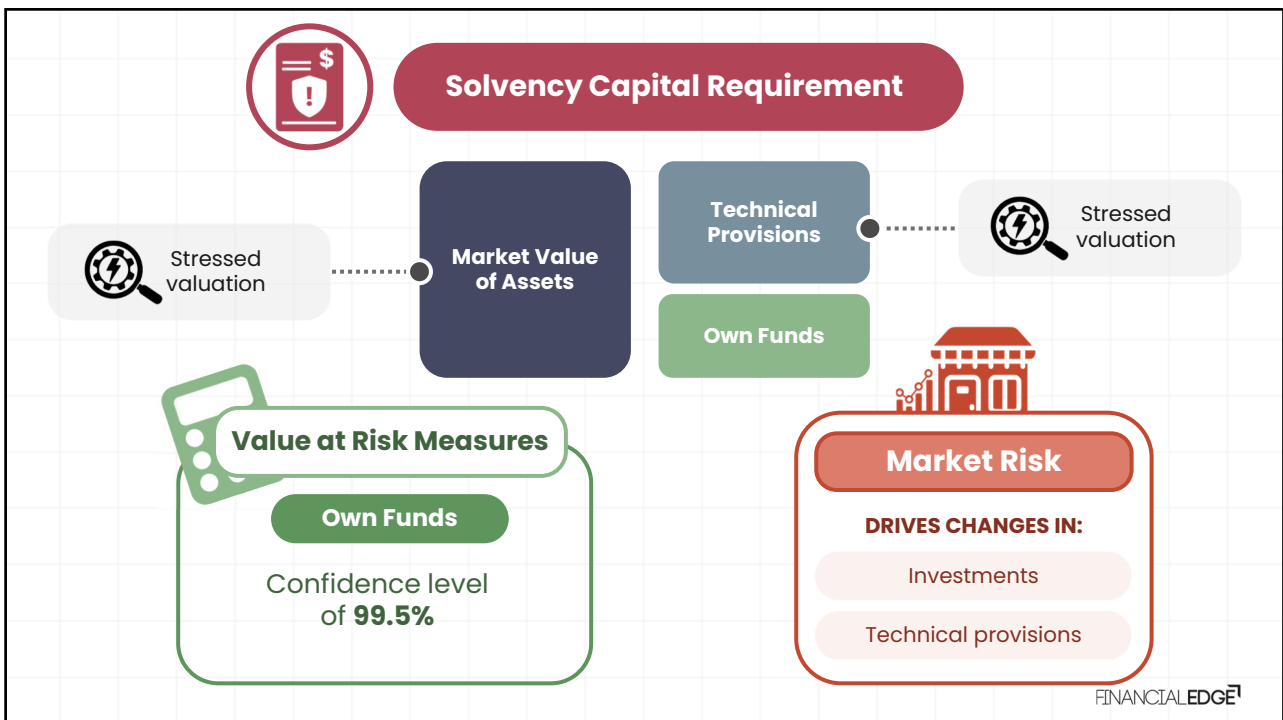 $
Solvency Capital Requirement
!
Stressed
valuation
Market Value
of Assets
Technical
Provisions
Own Funds
Stressed
valuation
Value at Risk Measures
Own Funds
Confidence level
of 99.5%
Market Risk
DRIVES CHANGES IN:
Investments
Technical provisions
FINANCIALEDGE